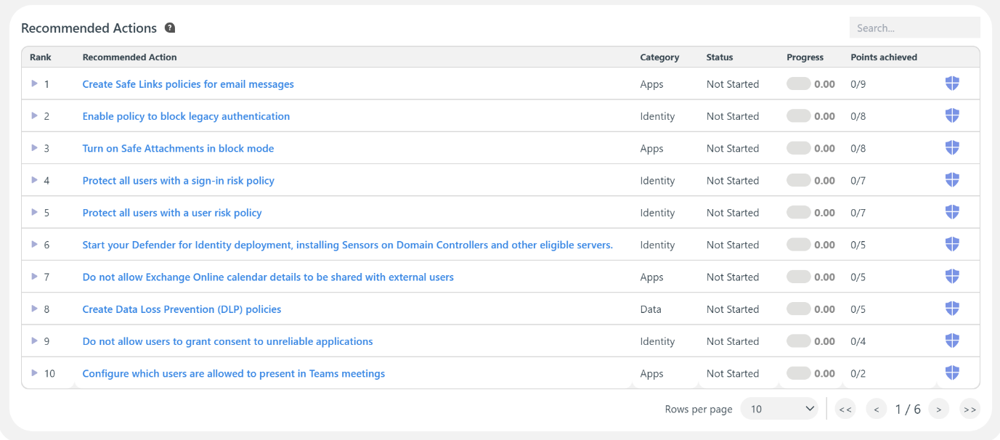 Recommended Actions ?
Search...
Rank Recommended Action Category Status Progress Points achieved
1 Create Safe Links policies for email messages Apps Not Started 0.00 0/9
2 Enable policy to block legacy authentication Identity Not Started 0.00 0/8
3 Turn on Safe Attachments in block mode Apps Not Started 0.00 0/8
4 Protect all users with a sign-in risk policy Identity Not Started 0.00 0/7
5 Protect all users with a user risk policy Identity Not Started 0.00 0/7
6 Start your Defender for Identity deployment, installing Sensors on Domain Controllers and other eligible servers. Identity Not Started 0.00 0/5
7 Do not allow Exchange Online calendar details to be shared with external users Apps Not Started 0.00 0/5
8 Create Data Loss Prevention (DLP) policies Data Not Started 0.00 0/5
9 Do not allow users to grant consent to unreliable applications Identity Not Started 0.00 0/4
10 Configure which users are allowed to present in Teams meetings Apps Not Started 0.00 0/2
Rows per page 10 << < 1 / 6 > >>